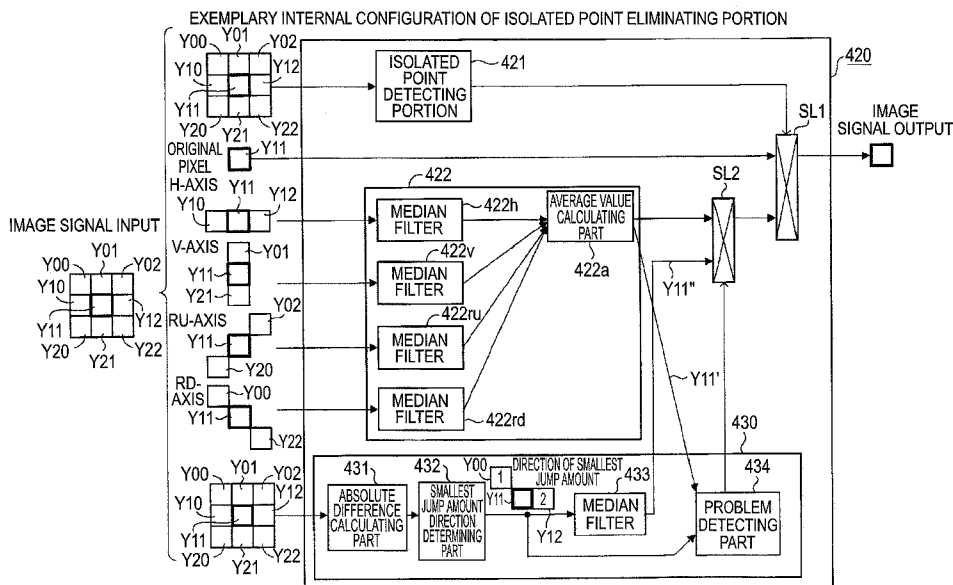 EXEMPLARY INTERNAL CONFIGURATION OF ISOLATED POINT ELIMINATING PORTION
Y00 Y01 Y02
Y10 Y12
Y11
Y20 Y21 Y22
ISOLATED
POINT
DETECTING
PORTION
421
420
SL1
IMAGE
SIGNAL OUTPUT
ORIGINAL
PIXEL
Y11
H-AXIS
Y10 Y11 Y12
422
MEDIAN
FILTER
422h
AVERAGE VALUE
CALCULATING
PART
422a
SL2
IMAGE SIGNAL INPUT
Y00 Y01 Y02
Y10
Y11 Y12
Y20 Y21 Y22
V-AXIS
Y01
Y11
Y21
MEDIAN
FILTER
422v
Y11"
RU-AXIS
Y02
Y11
Y20
MEDIAN
FILTER
422ru
RD-
AXIS
Y00
Y11
Y22
MEDIAN
FILTER
422rd
Y11'
430
Y00 Y01 Y02
Y10 Y12
Y11
Y20 Y21 Y22
431
ABSOLUTE
DIFFERENCE
CALCULATING
PART
432
SMALLEST
JUMP AMOUNT
DIRECTION
DETERMINING
PART
DIRECTION OF SMALLEST
JUMP AMOUNT
Y00 1
Y11 2
Y12
433
MEDIAN
FILTER
434
PROBLEM
DETECTING
PART